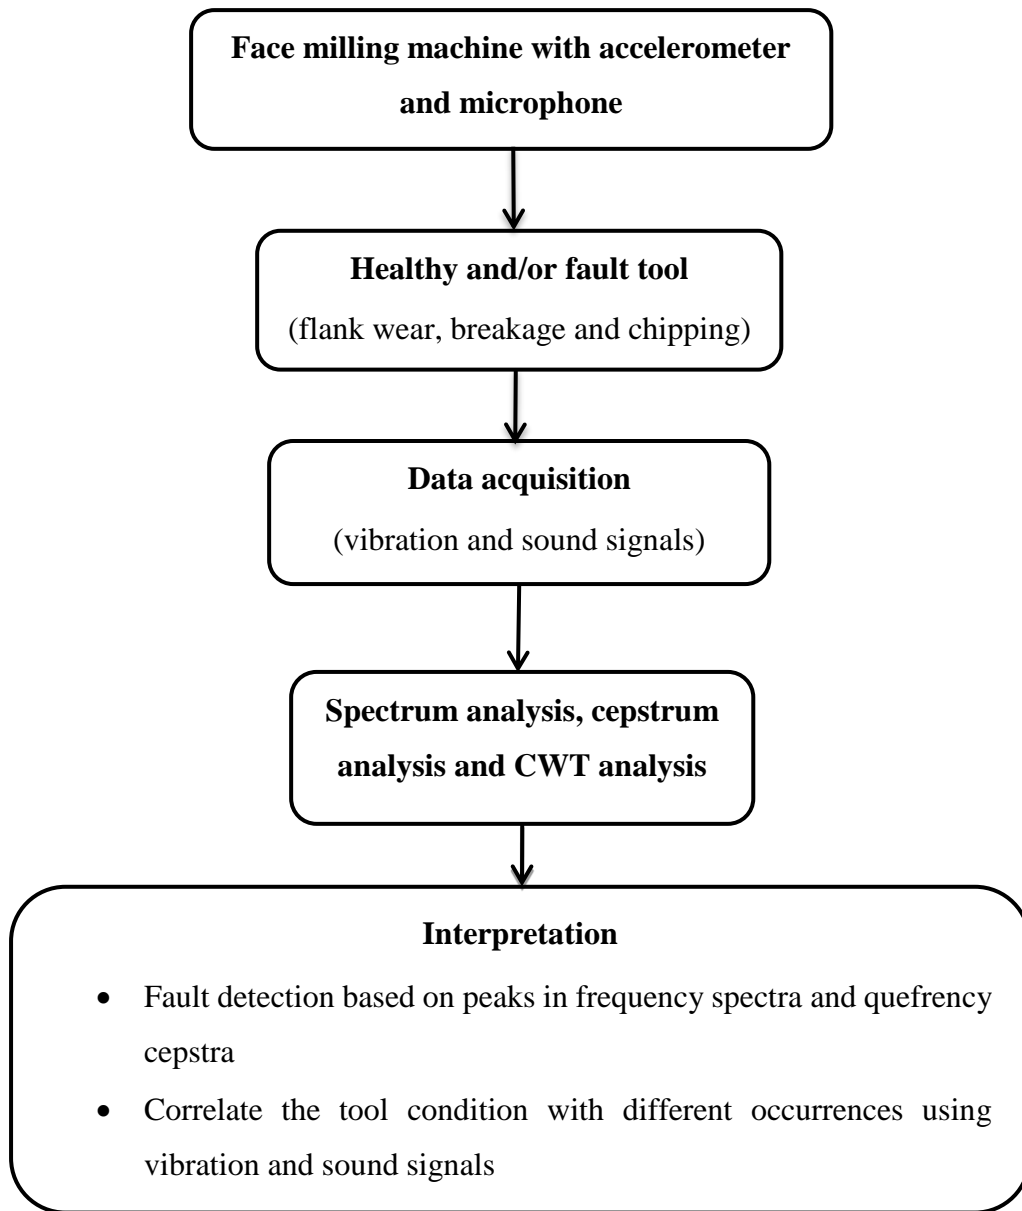 Face milling machine with accelerometer
and microphone
Healthy and/or fault tool
(flank wear, breakage and chipping)
Data acquisition
(vibration and sound signals)
Spectrum analysis, cepstrum
analysis and CWT analysis
Interpretation
• Fault detection based on peaks in frequency spectra and quefrency
cepstra
• Correlate the tool condition with different occurrences using
vibration and sound signals